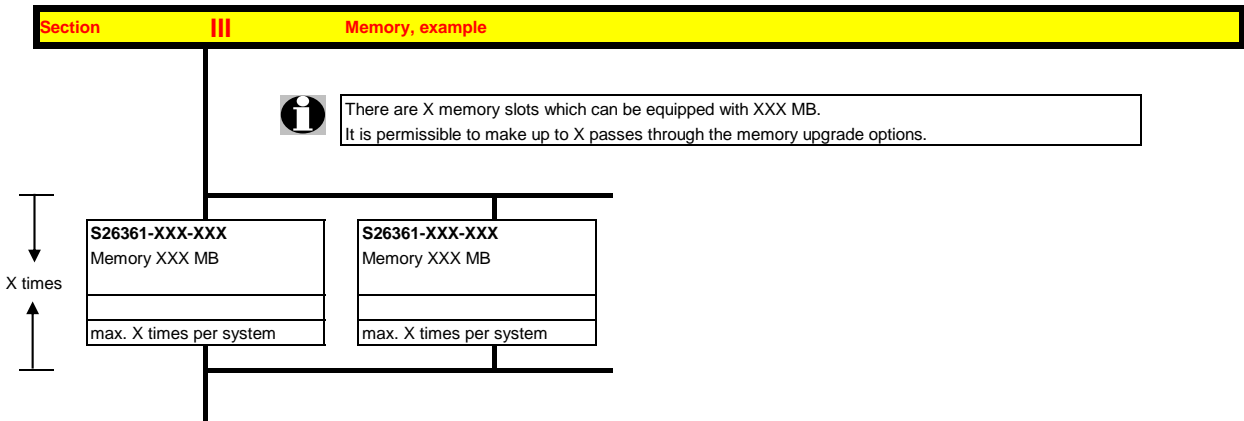 Section III Memory, example
There are X memory slots which can be equipped with XXX MB.
It is permissible to make up to X passes through the memory upgrade options.
S26361-XXX-XXX
Memory XXX MB
max. X times per system
S26361-XXX-XXX
Memory XXX MB
max. X times per system
X times